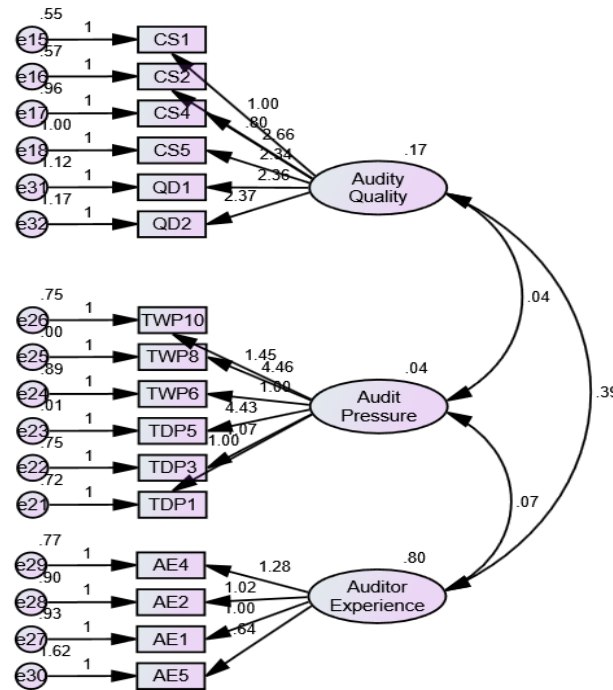 .55
e15 1 CS1
.57
e16 1 CS2
.96
e17 1 CS4
1.00
e18 1 CS5
1.12
e31 1 QD1
1.17
e32 1 QD2
1.00
.80
2.66
2.34
2.36
2.37
.17
Audity
Quality
.04
.39
.75
e26 1 TWP10
.00
e25 1 TWP8
.89
e24 1 TWP6
.01
e23 1 TDP5
.75
e22 1 TDP3
.72
e21 1 TDP1
1.45
4.46
1.00
4.43
.07
1.00
.04
Audit
Pressure
.07
.77
e29 1 AE4
.90
e28 1 AE2
.93
e27 1 AE1
1.62
e30 1 AE5
1.28
1.02
1.00
.64
.80
Auditor
Experience